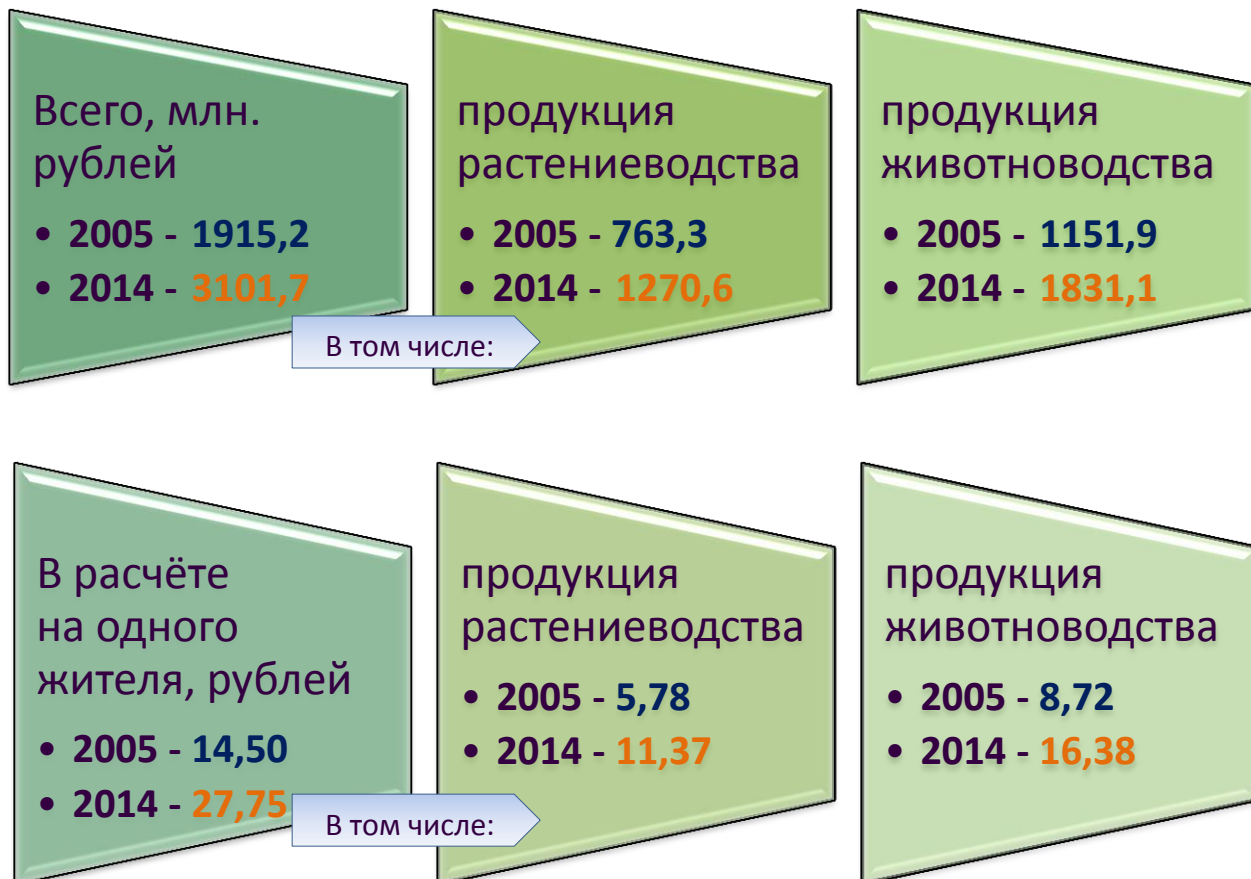 Всего, млн.
рублей
• 2005 - 1915,2
• 2014 - 3101,7
В том числе:
продукция
растениеводства
• 2005 - 763,3
• 2014 - 1270,6
продукция
животноводства
• 2005 - 1151,9
• 2014 - 1831,1
В расчёте
на одного
жителя, рублей
• 2005 - 14,50
• 2014 - 27,75
В том числе:
продукция
растениеводства
• 2005 - 5,78
• 2014 - 11,37
продукция
животноводства
• 2005 - 8,72
• 2014 - 16,38